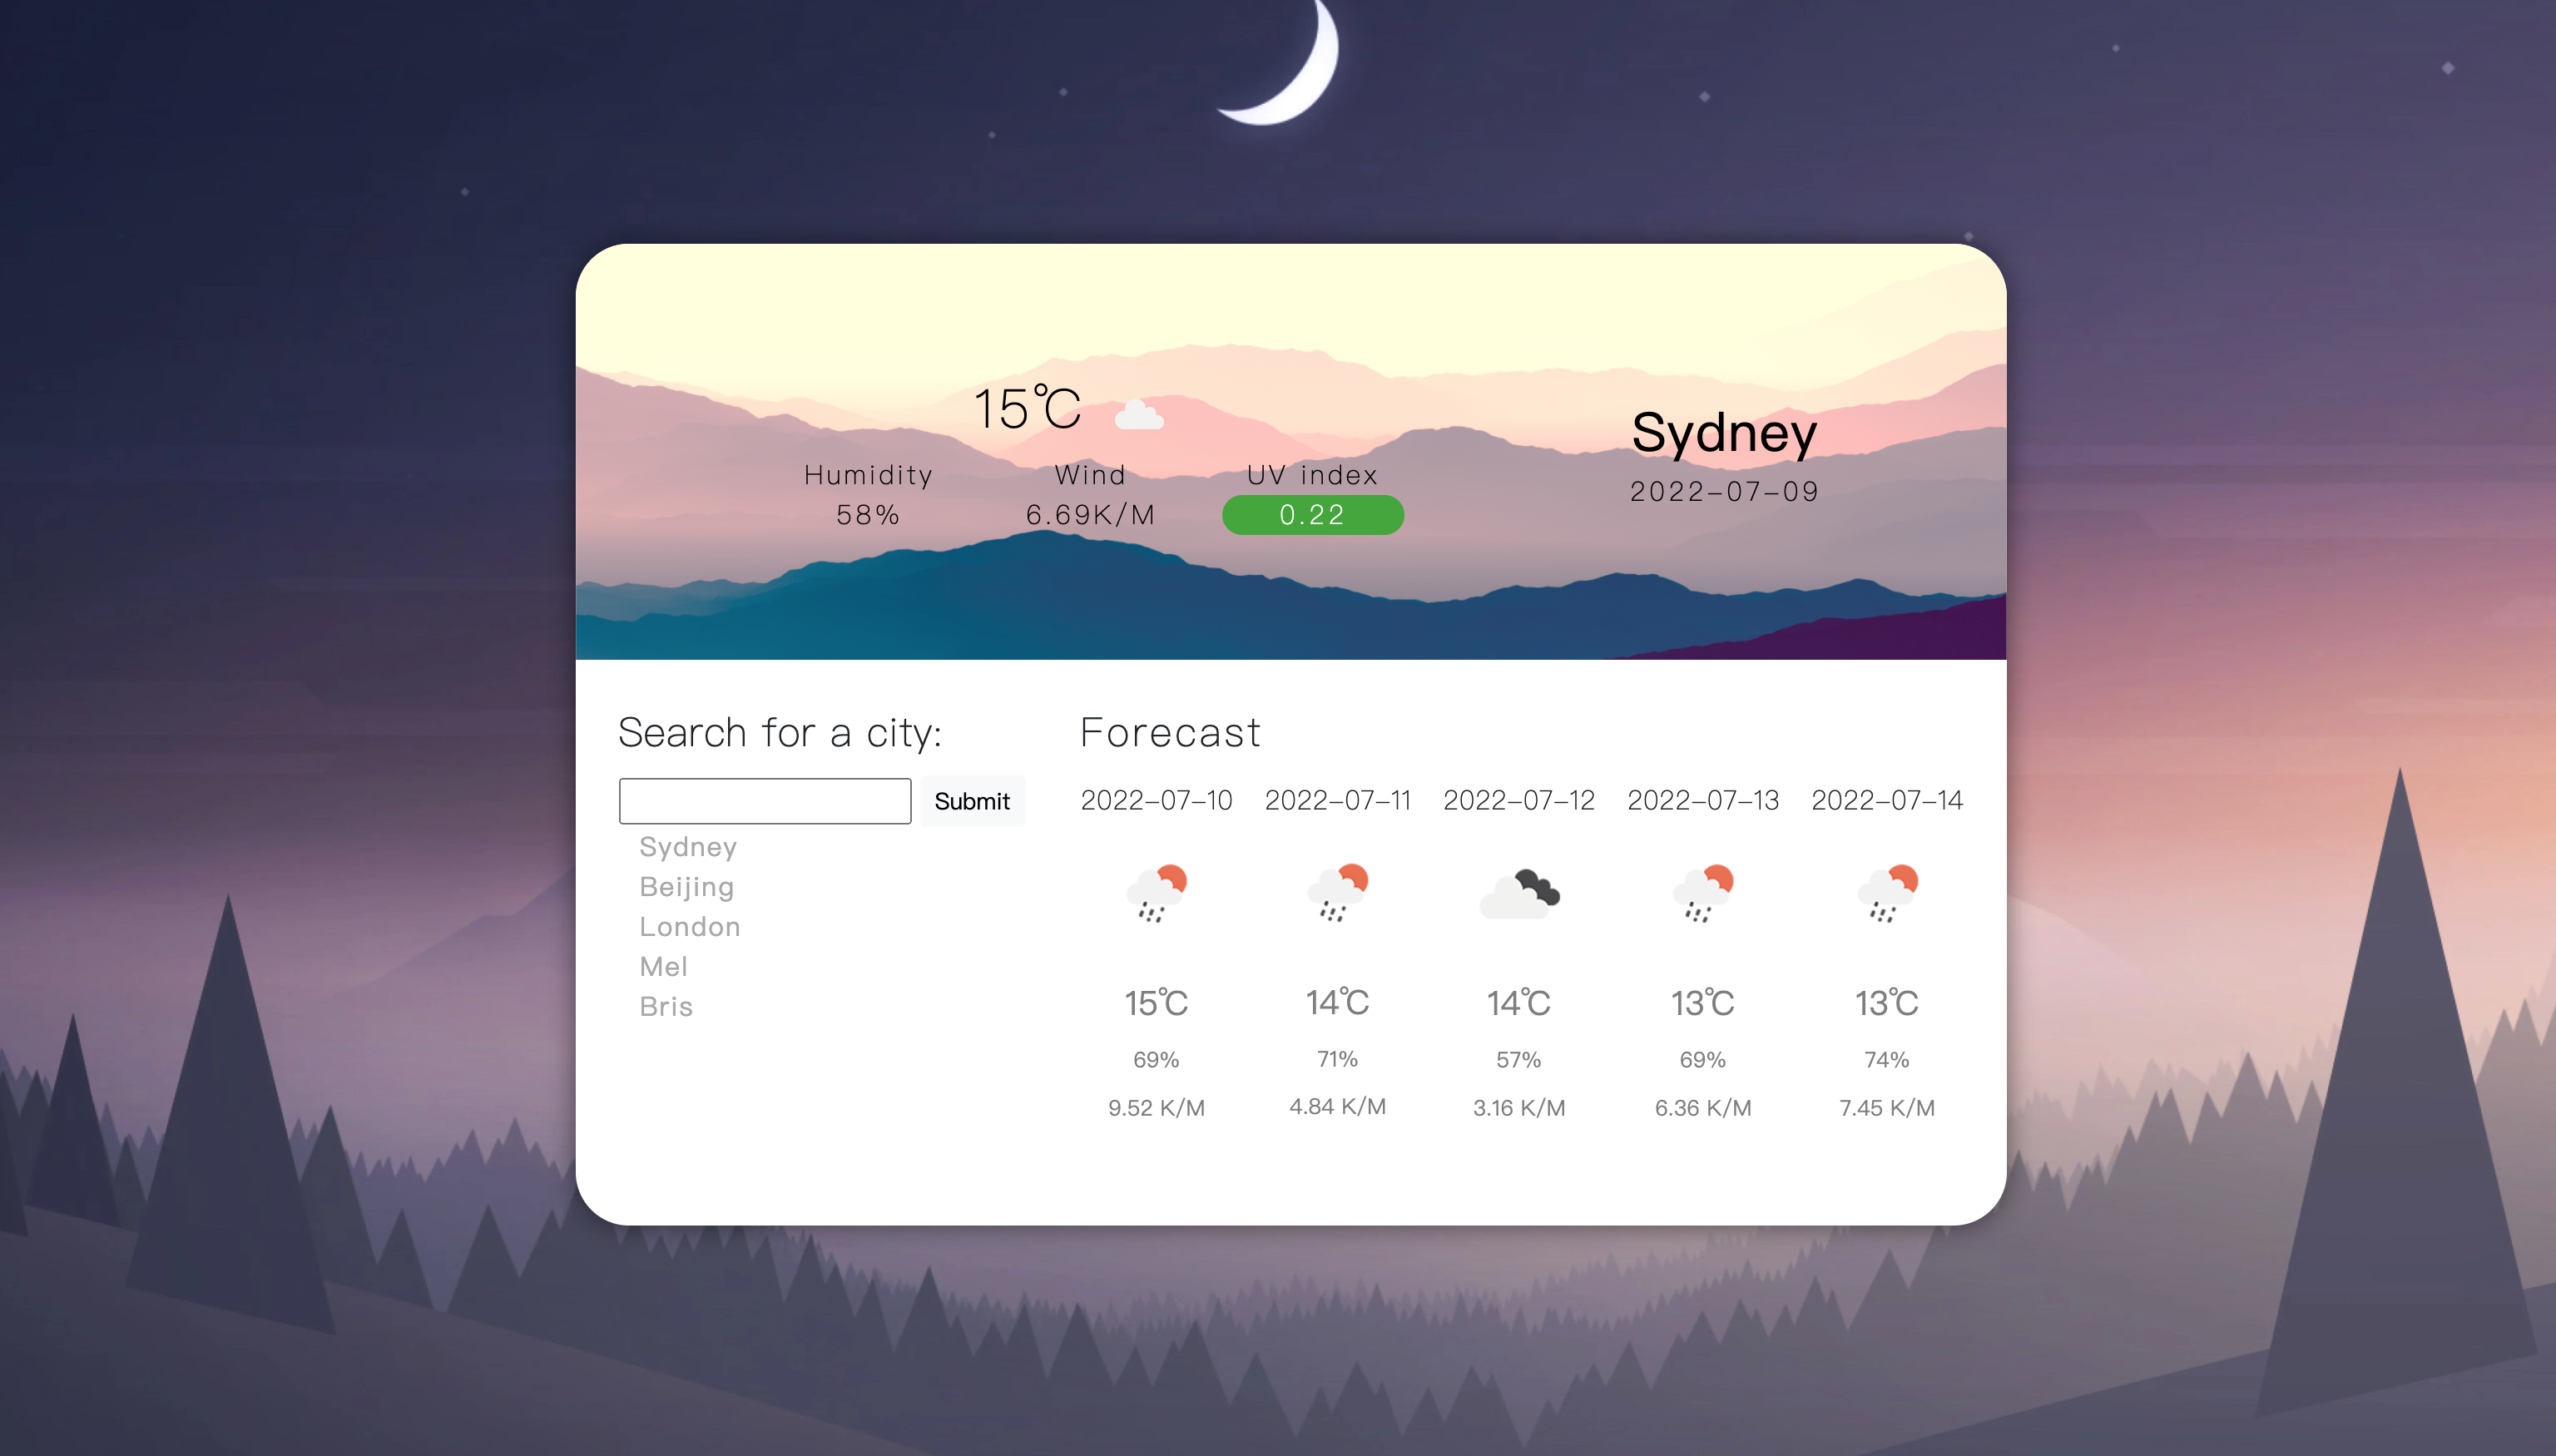 15℃
Humidity Wind UV index
58% 6.69K/M 0.22
Sydney
2022-07-09
Search for a city:
Submit
Sydney
Beijing
London
Mel
Bris
Forecast
2022-07-10 2022-07-11 2022-07-12 2022-07-13 2022-07-14
15℃ 14℃ 14℃ 13℃ 13℃
69% 71% 57% 69% 74%
9.52 K/M 4.84 K/M 3.16 K/M 6.36 K/M 7.45 K/M